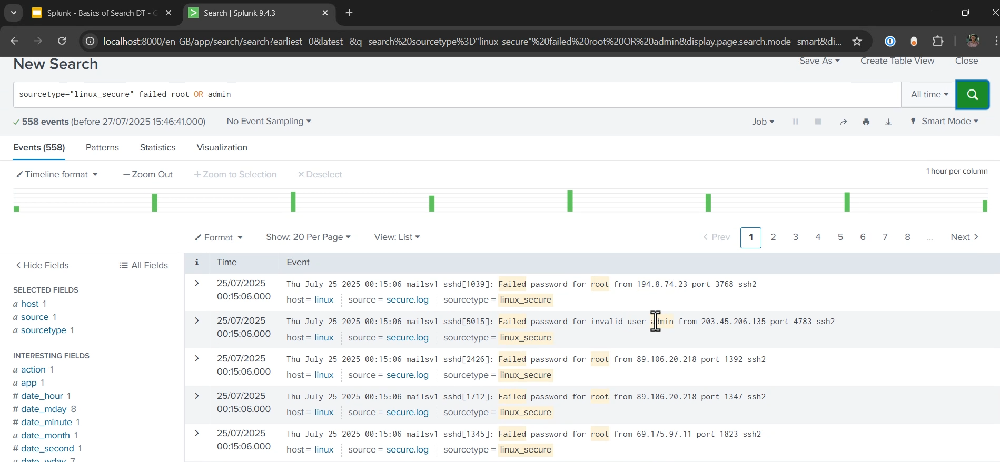 Splunk - Basics of Search DT - G
Search | Splunk 9.4.3
localhost:8000/en-GB/app/search/search?earliest=0&latest=&q=search%20sourcetype%3D"linux_secure"%20failed%20root%20OR%20admin&display.page.search.mode=smart&di...
New Search
Save As Create Table View Close
sourcetype="linux_secure" failed root OR admin
All time
558 events (before 27/07/2025 15:46:41.000) No Event Sampling
Job Smart Mode
Events (558) Patterns Statistics Visualization
Timeline format — Zoom Out + Zoom to Selection × Deselect
1 hour per column
Format Show: 20 Per Page View: List
< Prev 1 2 3 4 5 6 7 8 ... Next >
< Hide Fields All Fields
i Time Event
SELECTED FIELDS
a host 1
a source 1
a sourcetype 1
INTERESTING FIELDS
a action 1
a app 1
# date_hour 1
# date_mday 8
# date_minute 1
a date_month 1
# date_second 1
a date_wday 7
> 25/07/2025 00:15:06.000
Thu July 25 2025 00:15:06 mailsv1 sshd[1039]: Failed password for root from 194.8.74.23 port 3768 ssh2
host = linux source = secure.log sourcetype = linux_secure
> 25/07/2025 00:15:06.000
Thu July 25 2025 00:15:06 mailsv1 sshd[5015]: Failed password for invalid user admin from 203.45.206.135 port 4783 ssh2
host = linux source = secure.log sourcetype = linux_secure
> 25/07/2025 00:15:06.000
Thu July 25 2025 00:15:06 mailsv1 sshd[2426]: Failed password for root from 89.106.20.218 port 1392 ssh2
host = linux source = secure.log sourcetype = linux_secure
> 25/07/2025 00:15:06.000
Thu July 25 2025 00:15:06 mailsv1 sshd[1712]: Failed password for root from 89.106.20.218 port 1347 ssh2
host = linux source = secure.log sourcetype = linux_secure
> 25/07/2025 00:15:06.000
Thu July 25 2025 00:15:06 mailsv1 sshd[1345]: Failed password for root from 69.175.97.11 port 1823 ssh2
host = linux source = secure.log sourcetype = linux_secure